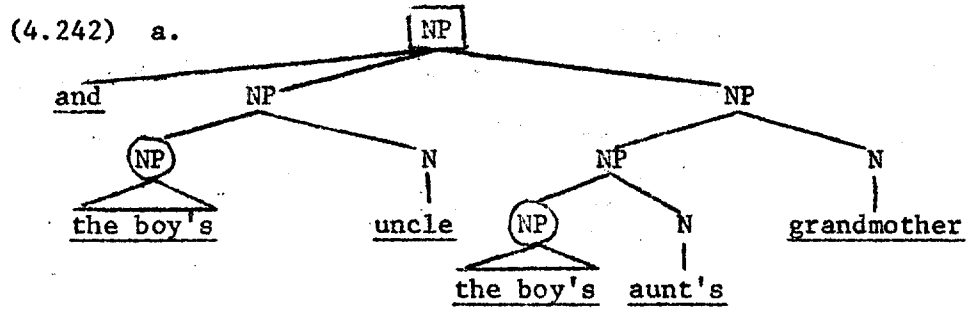 (4.242) a. NP
and NP NP
NP N NP N
the boy's uncle NP N grandmother
the boy's aunt's